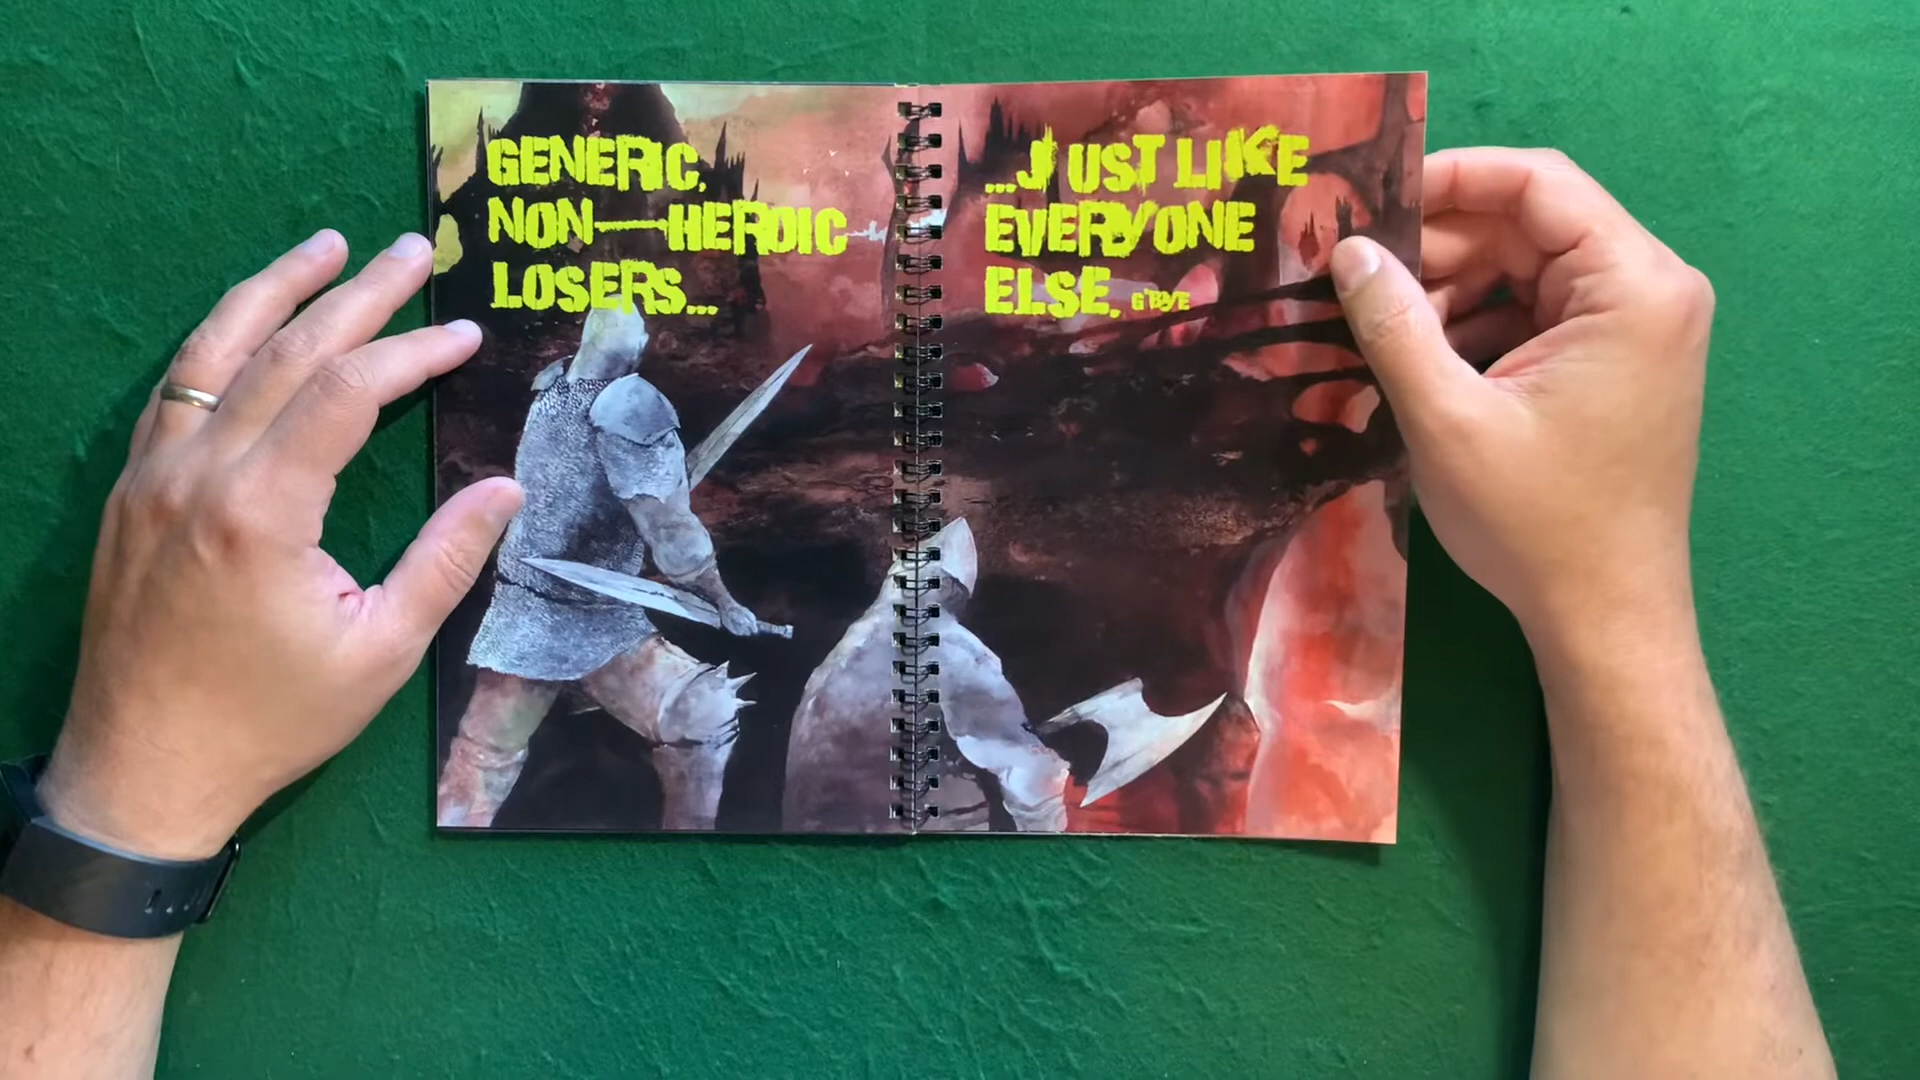 GENERIC,
NON—HEROIC
LOSERS...
...JUST LIKE
EVERYONE
ELSE. G'BYE